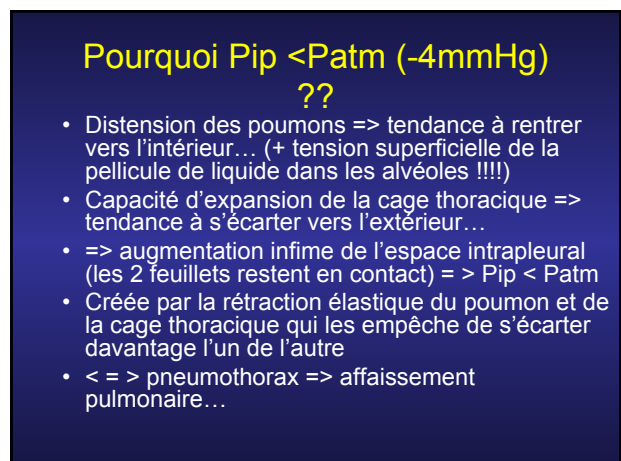 Pourquoi Pip <Patm (-4mmHg)
??
• Distension des poumons => tendance à rentrer
vers l'intérieur… (+ tension superficielle de la
pellicule de liquide dans les alvéoles !!!!)
• Capacité d'expansion de la cage thoracique =>
tendance à s'écarter vers l'extérieur…
• => augmentation infime de l'espace intrapleural
(les 2 feuillets restent en contact) = > Pip < Patm
• Créée par la rétraction élastique du poumon et de
la cage thoracique qui les empêche de s'écarter
davantage l'un de l'autre
• < = > pneumothorax => affaissement
pulmonaire…